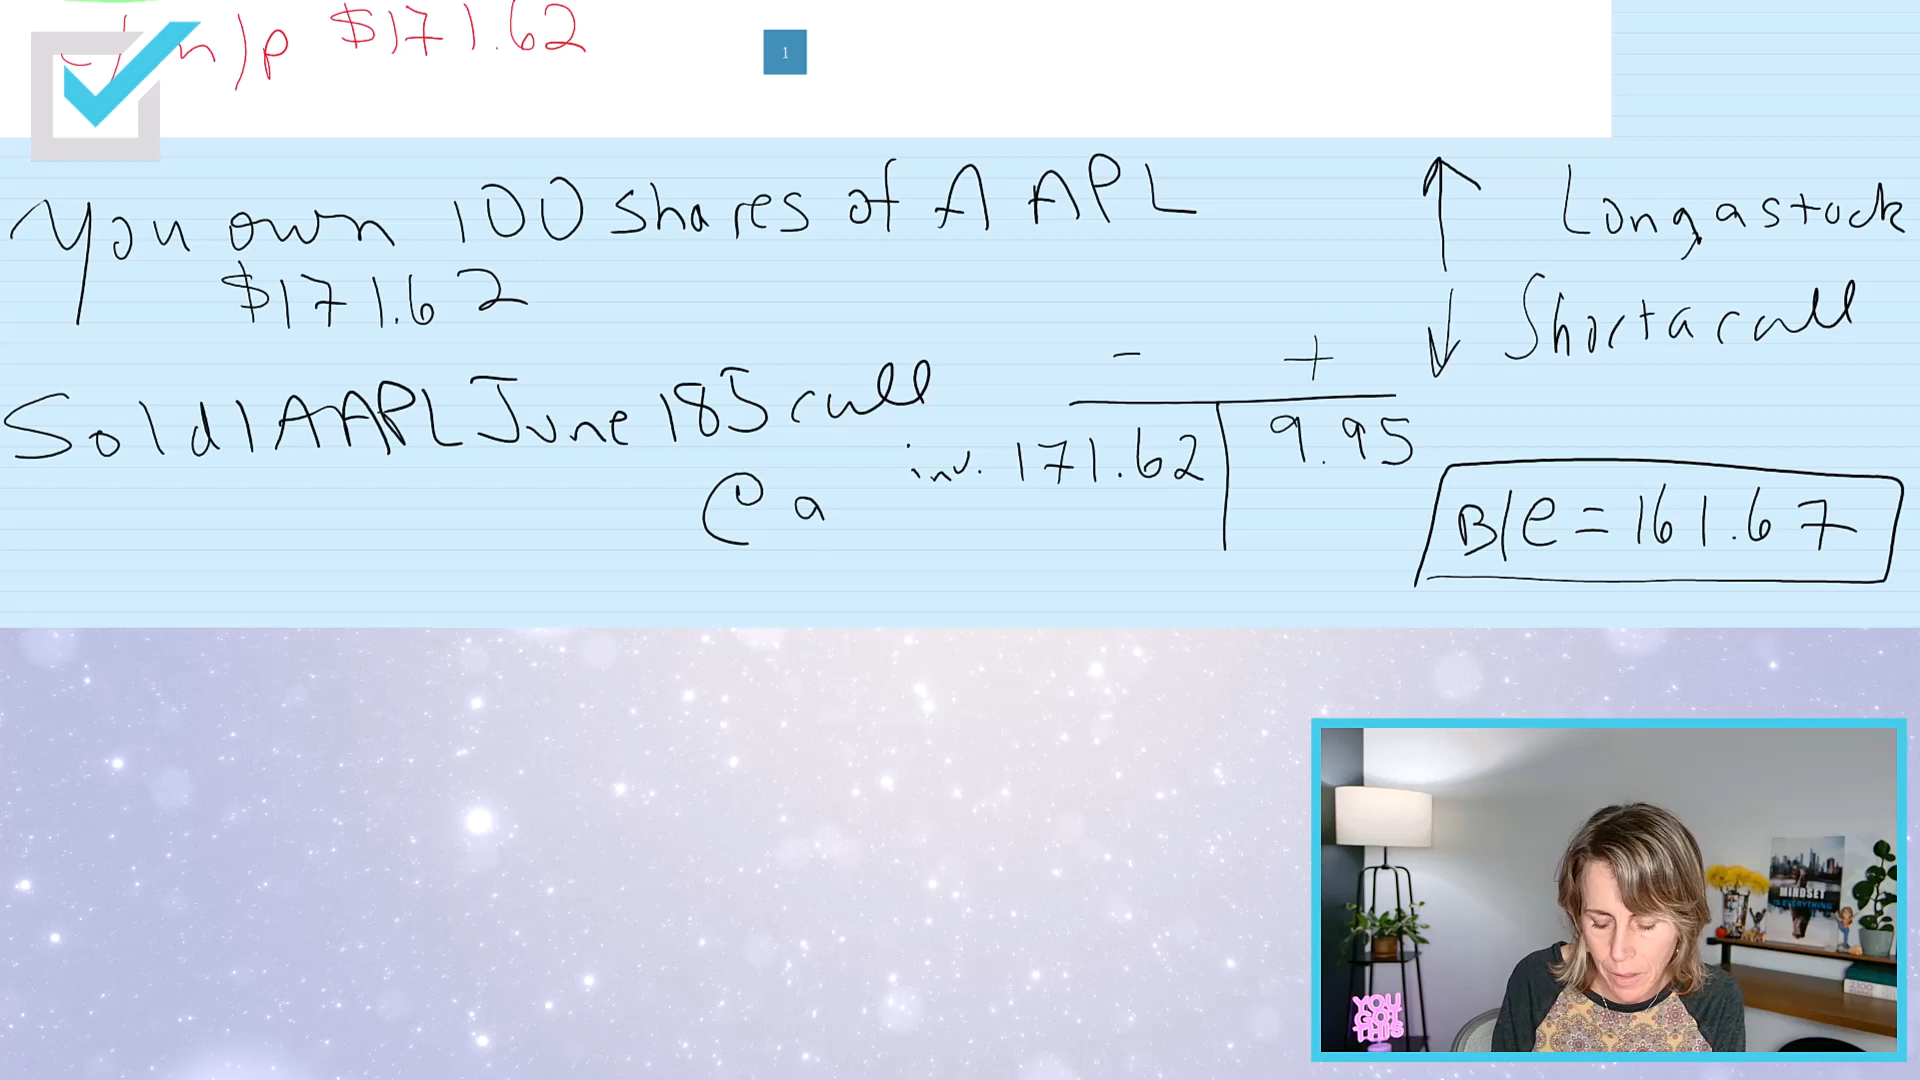 c/m/p $171.62
1
You own 100 shares of AAPL
$171.62
Sold 1 AAPL June 185 call
@ a
↑ Long a stock
↓ Short a call
- +
inv. 171.62 9.95
B/e = 161.67
MINDSET
IS EVERYTHING
YOU
GOT
THIS